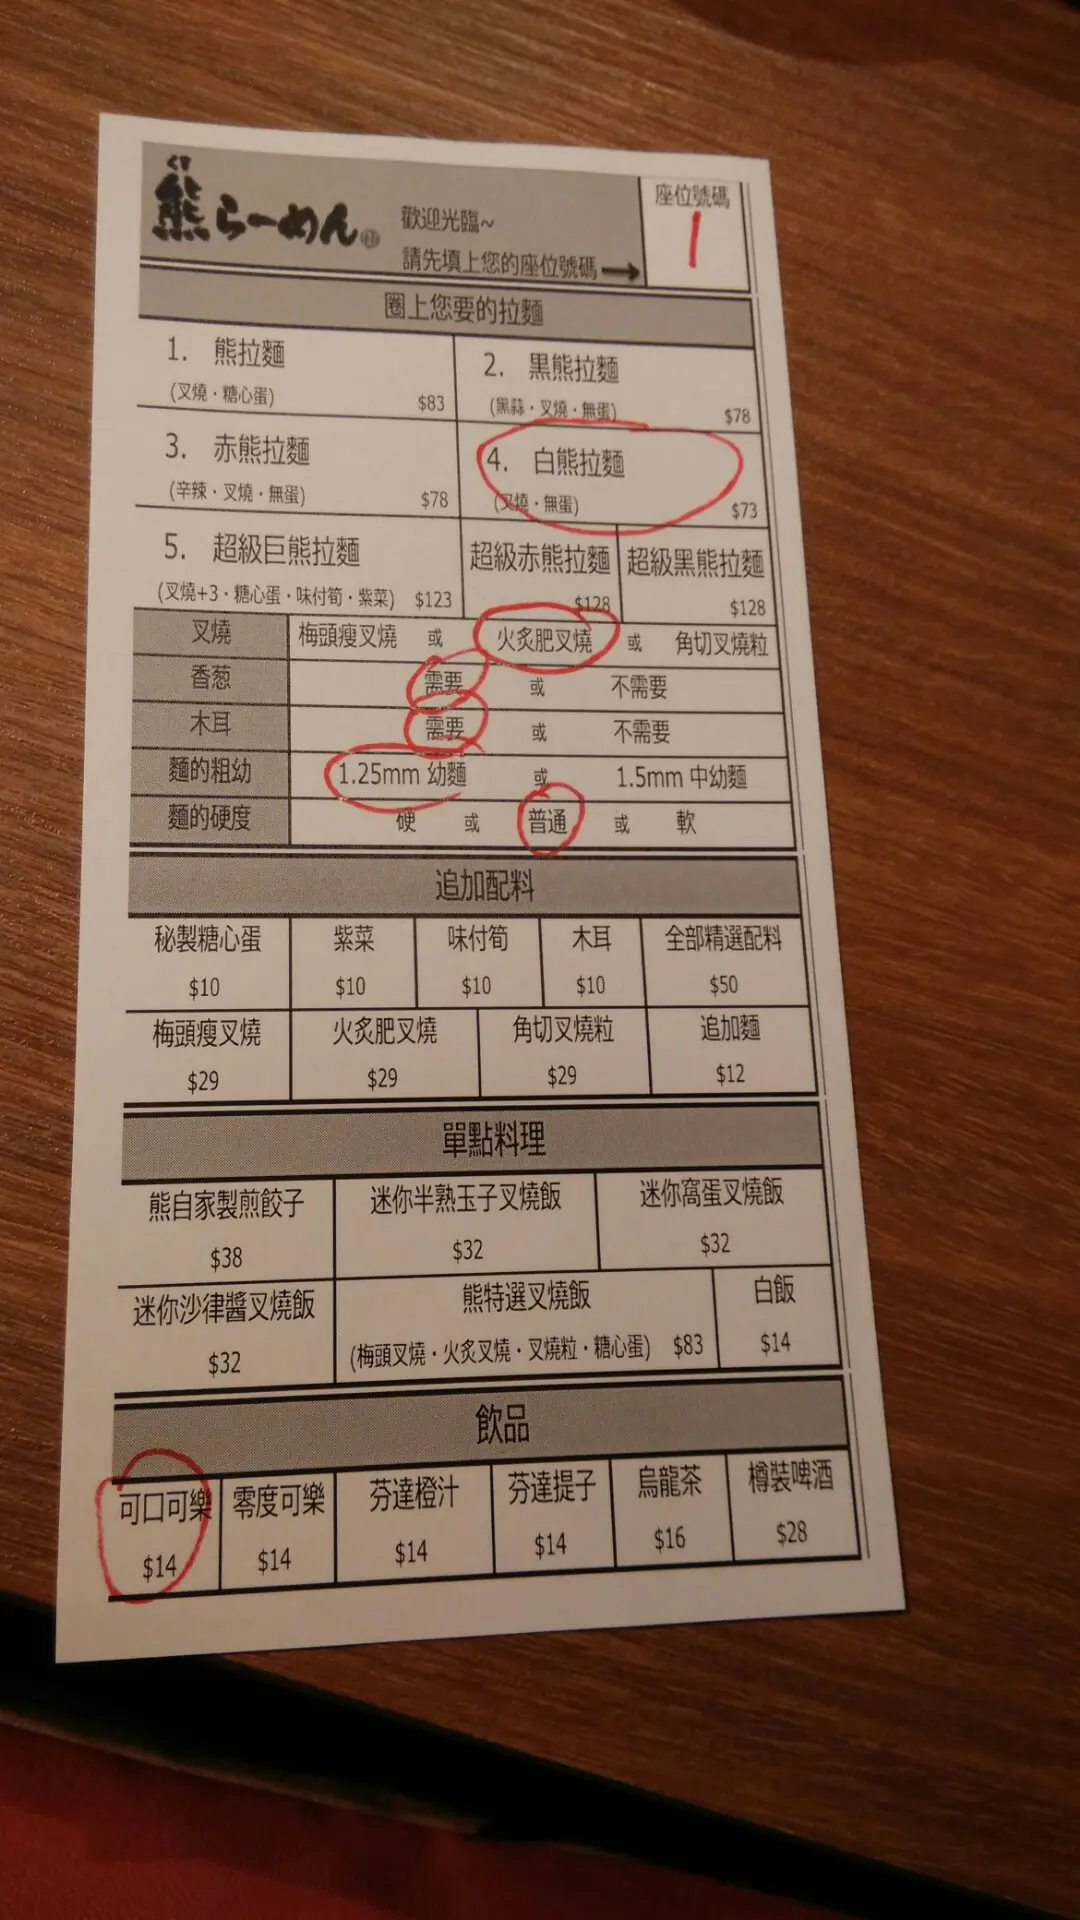 くま
熊らーめん
歡迎光臨~
請先填上您的座位號碼→
座位號碼
1
圈上您要的拉麵
1. 熊拉麵
(叉燒・糖心蛋) $83
2. 黑熊拉麵
(黑蒜・叉燒・無蛋) $78
3. 赤熊拉麵
(辛辣・叉燒・無蛋) $78
4. 白熊拉麵
(叉燒・無蛋) $73
5. 超級巨熊拉麵
(叉燒+3・糖心蛋・味付筍・紫菜) $123
超級赤熊拉麵
$128
超級黑熊拉麵
$128
叉燒 梅頭瘦叉燒 或 火炙肥叉燒 或 角切叉燒粒
香葱 需要 或 不需要
木耳 需要 或 不需要
麵的粗幼 1.25mm 幼麵 或 1.5mm 中幼麵
麵的硬度 硬 或 普通 或 軟
追加配料
秘製糖心蛋 紫菜 味付筍 木耳 全部精選配料
$10 $10 $10 $10 $50
梅頭瘦叉燒 火炙肥叉燒 角切叉燒粒 追加麵
$29 $29 $29 $12
單點料理
熊自家製煎餃子 迷你半熟玉子叉燒飯 迷你窩蛋叉燒飯
$38 $32 $32
迷你沙律醬叉燒飯 熊特選叉燒飯 白飯
$32 (梅頭叉燒・火炙叉燒・叉燒粒・糖心蛋) $83 $14
飲品
可口可樂 零度可樂 芬達橙汁 芬達提子 烏龍茶 樽裝啤酒
$14 $14 $14 $14 $16 $28